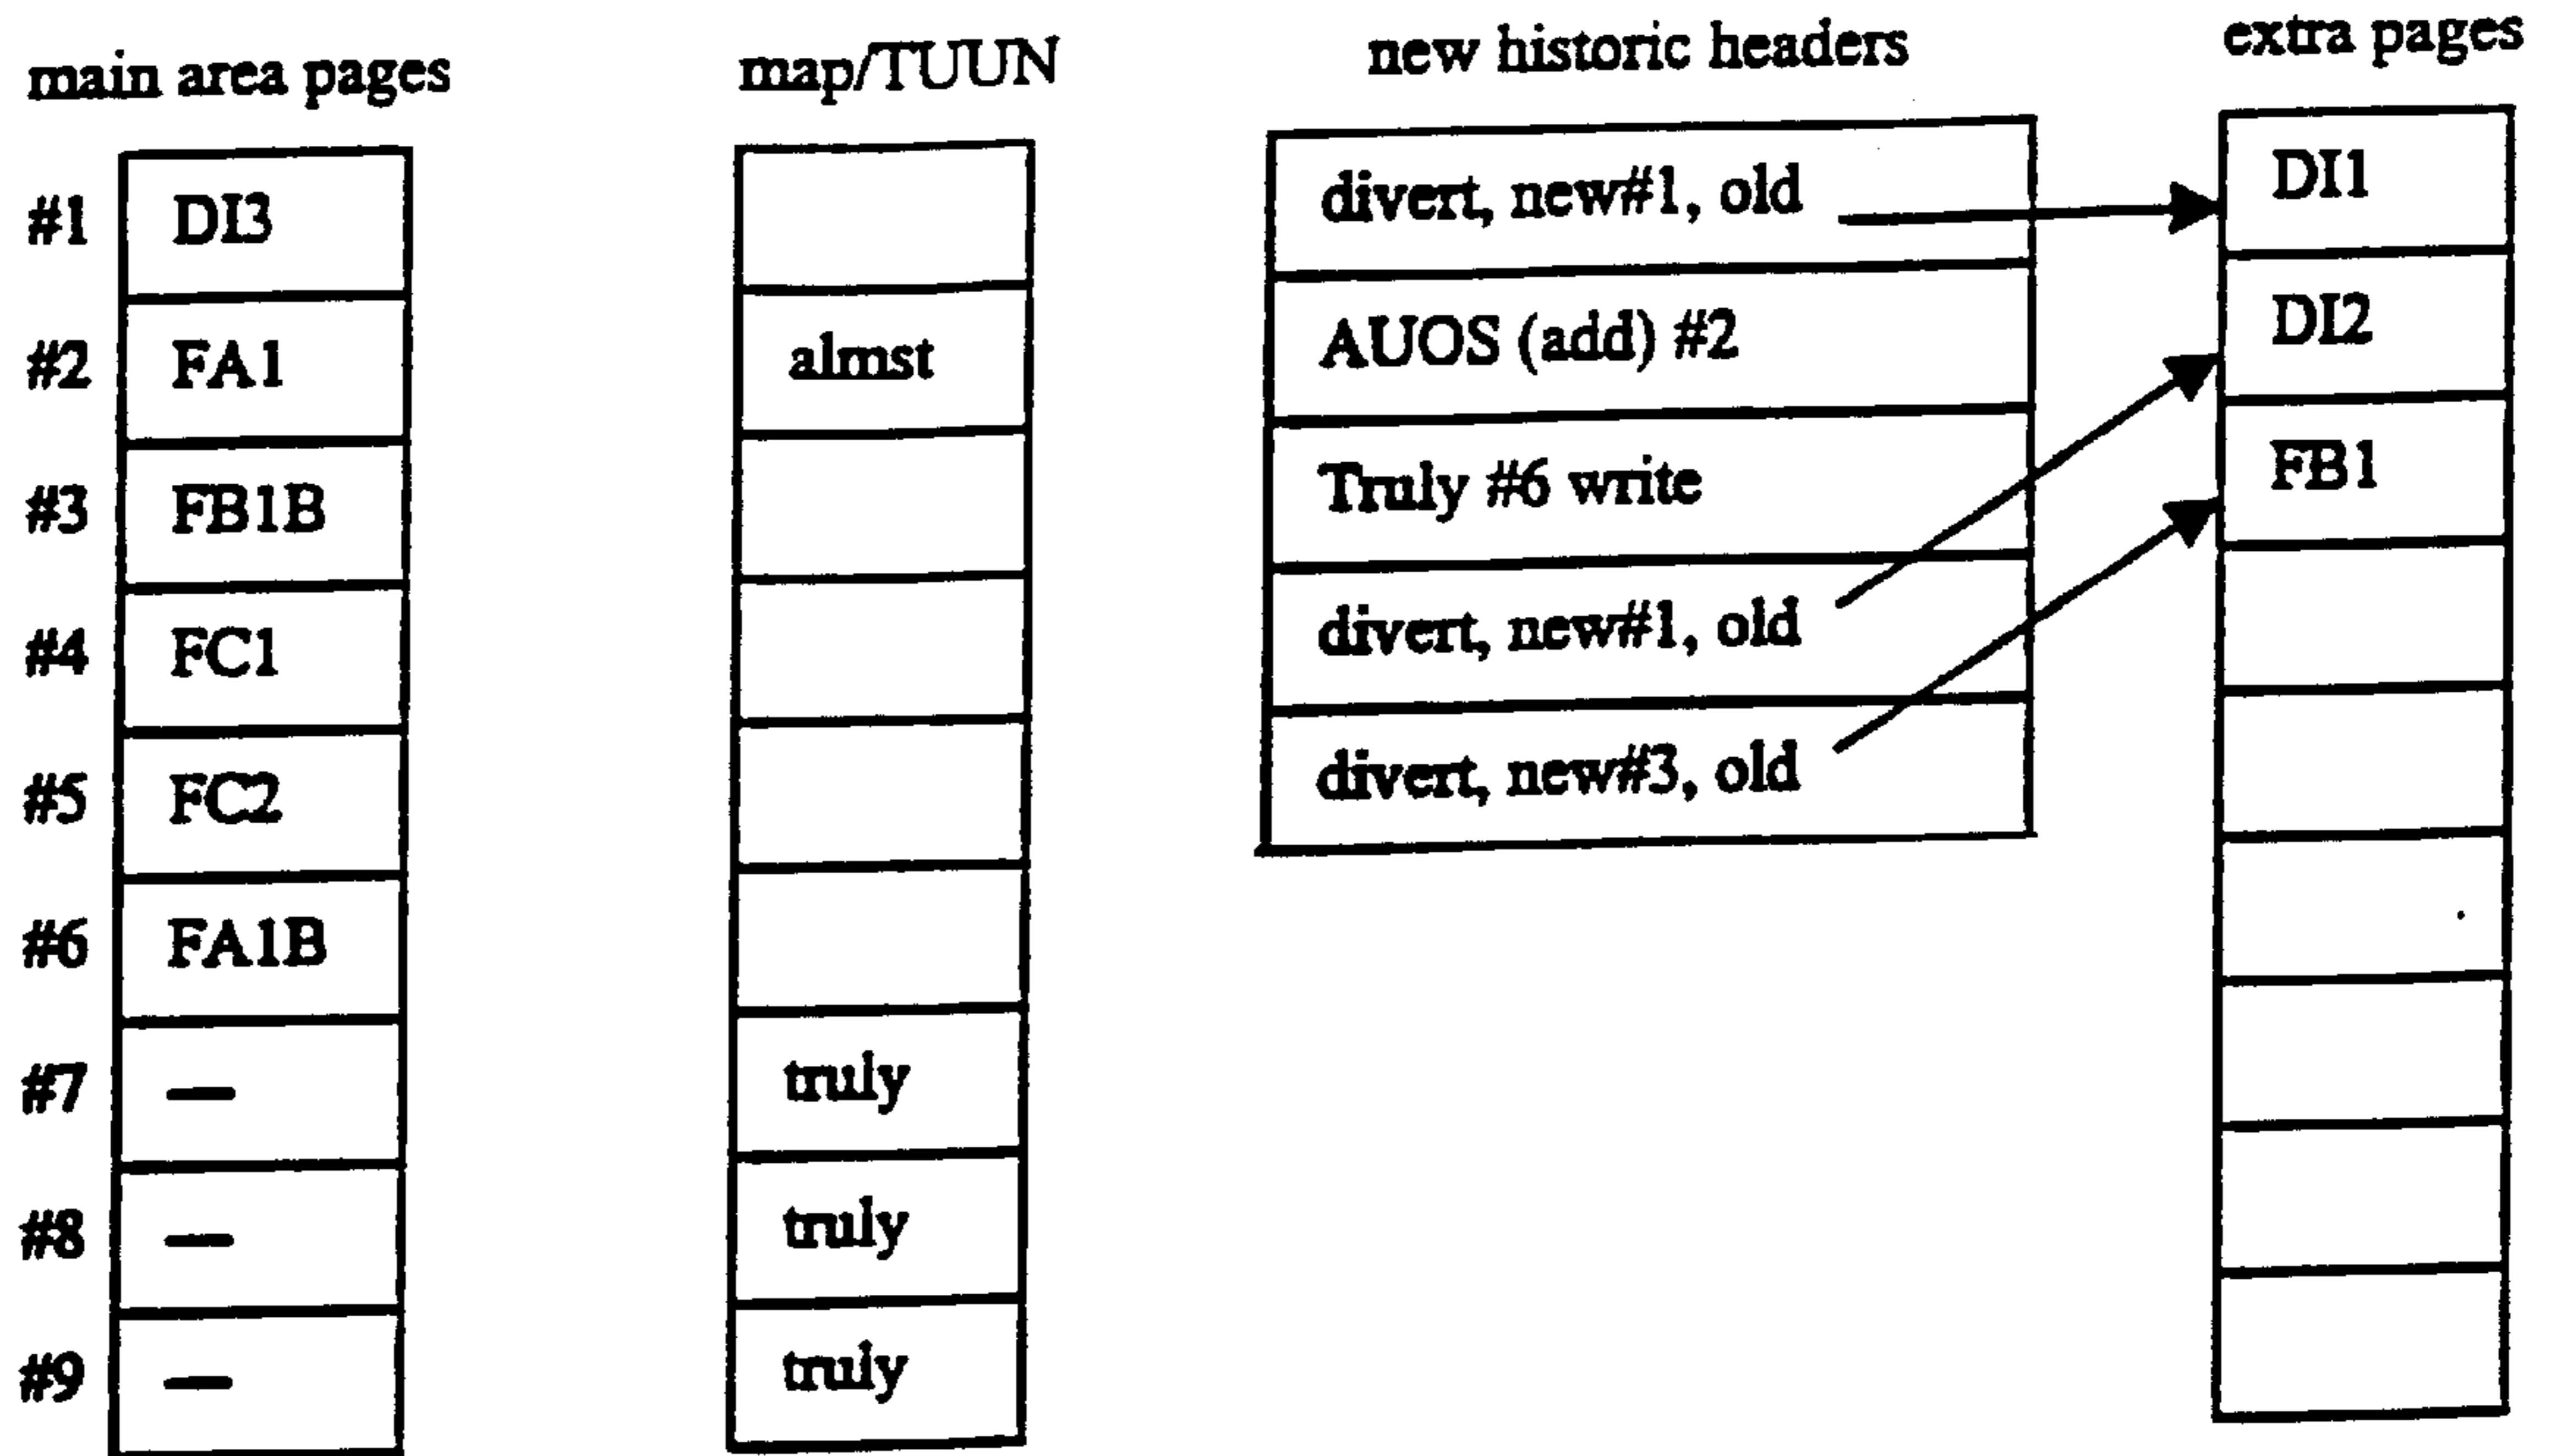 main area pages
#1 DI3
#2 FA1
#3 FB1B
#4 FC1
#5 FC2
#6 FA1B
#7 —
#8 —
#9 —
map/TUUN
almst
truly
truly
truly
new historic headers
divert, new#1, old
AUOS (add) #2
Truly #6 write
divert, new#1, old
divert, new#3, old
extra pages
DI1
DI2
FB1